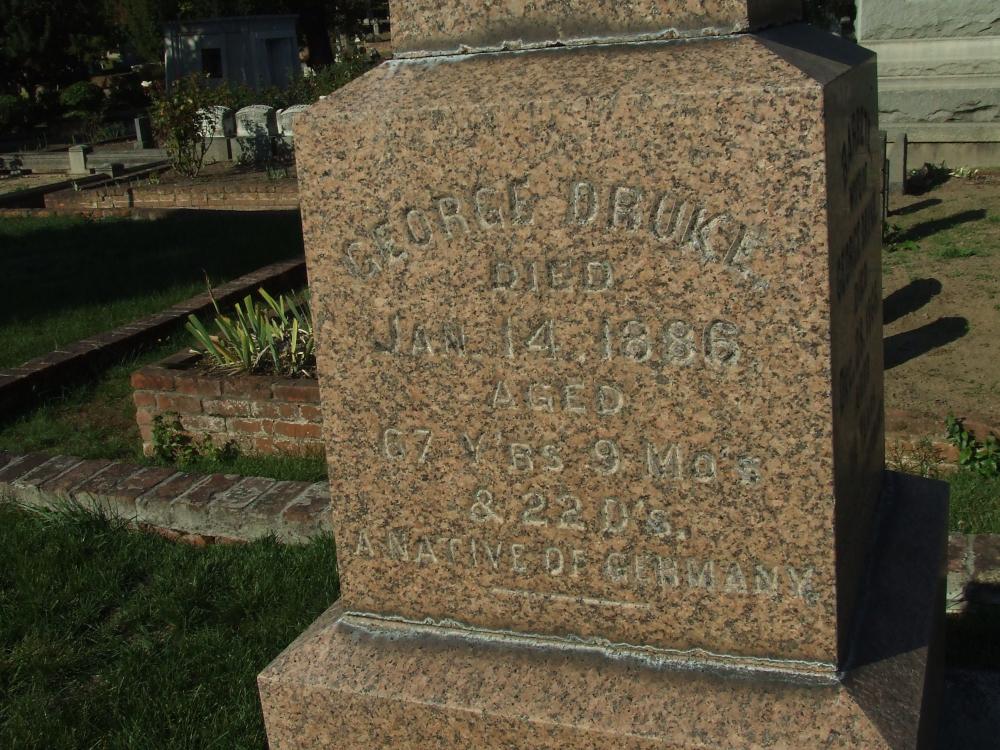 GEORGE DRUKE,
DIED
JAN. 14, 1886,
AGED
67 Y'RS 9 MO'S
& 22 D'S.
A NATIVE OF GERMANY